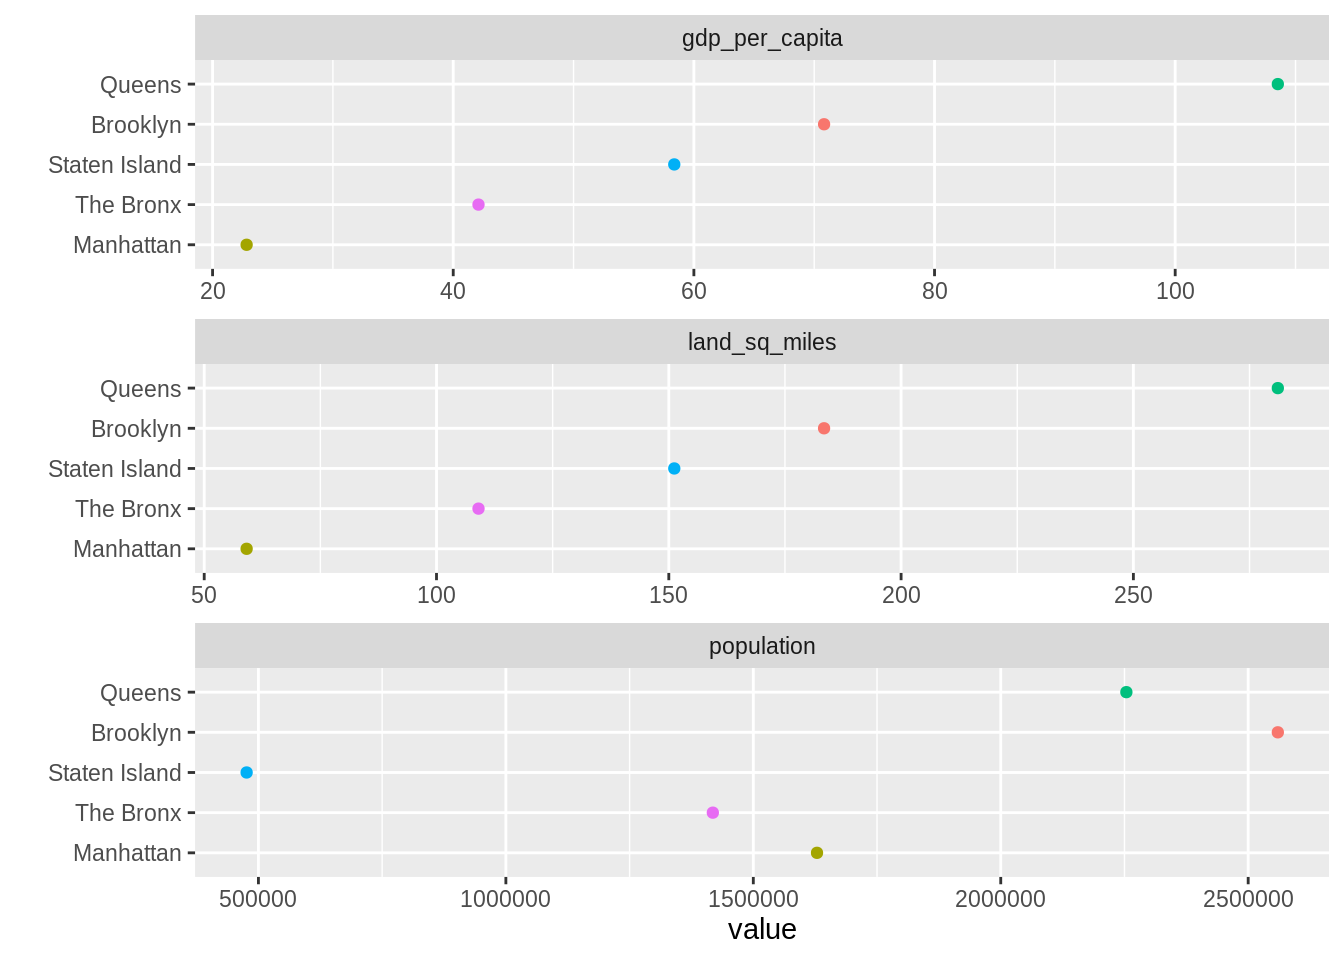 gdp_per_capita
Queens
Brooklyn
Staten Island
The Bronx
Manhattan
20 40 60 80 100
land_sq_miles
Queens
Brooklyn
Staten Island
The Bronx
Manhattan
50 100 150 200 250
population
Queens
Brooklyn
Staten Island
The Bronx
Manhattan
500000 1000000 1500000 2000000 2500000
value